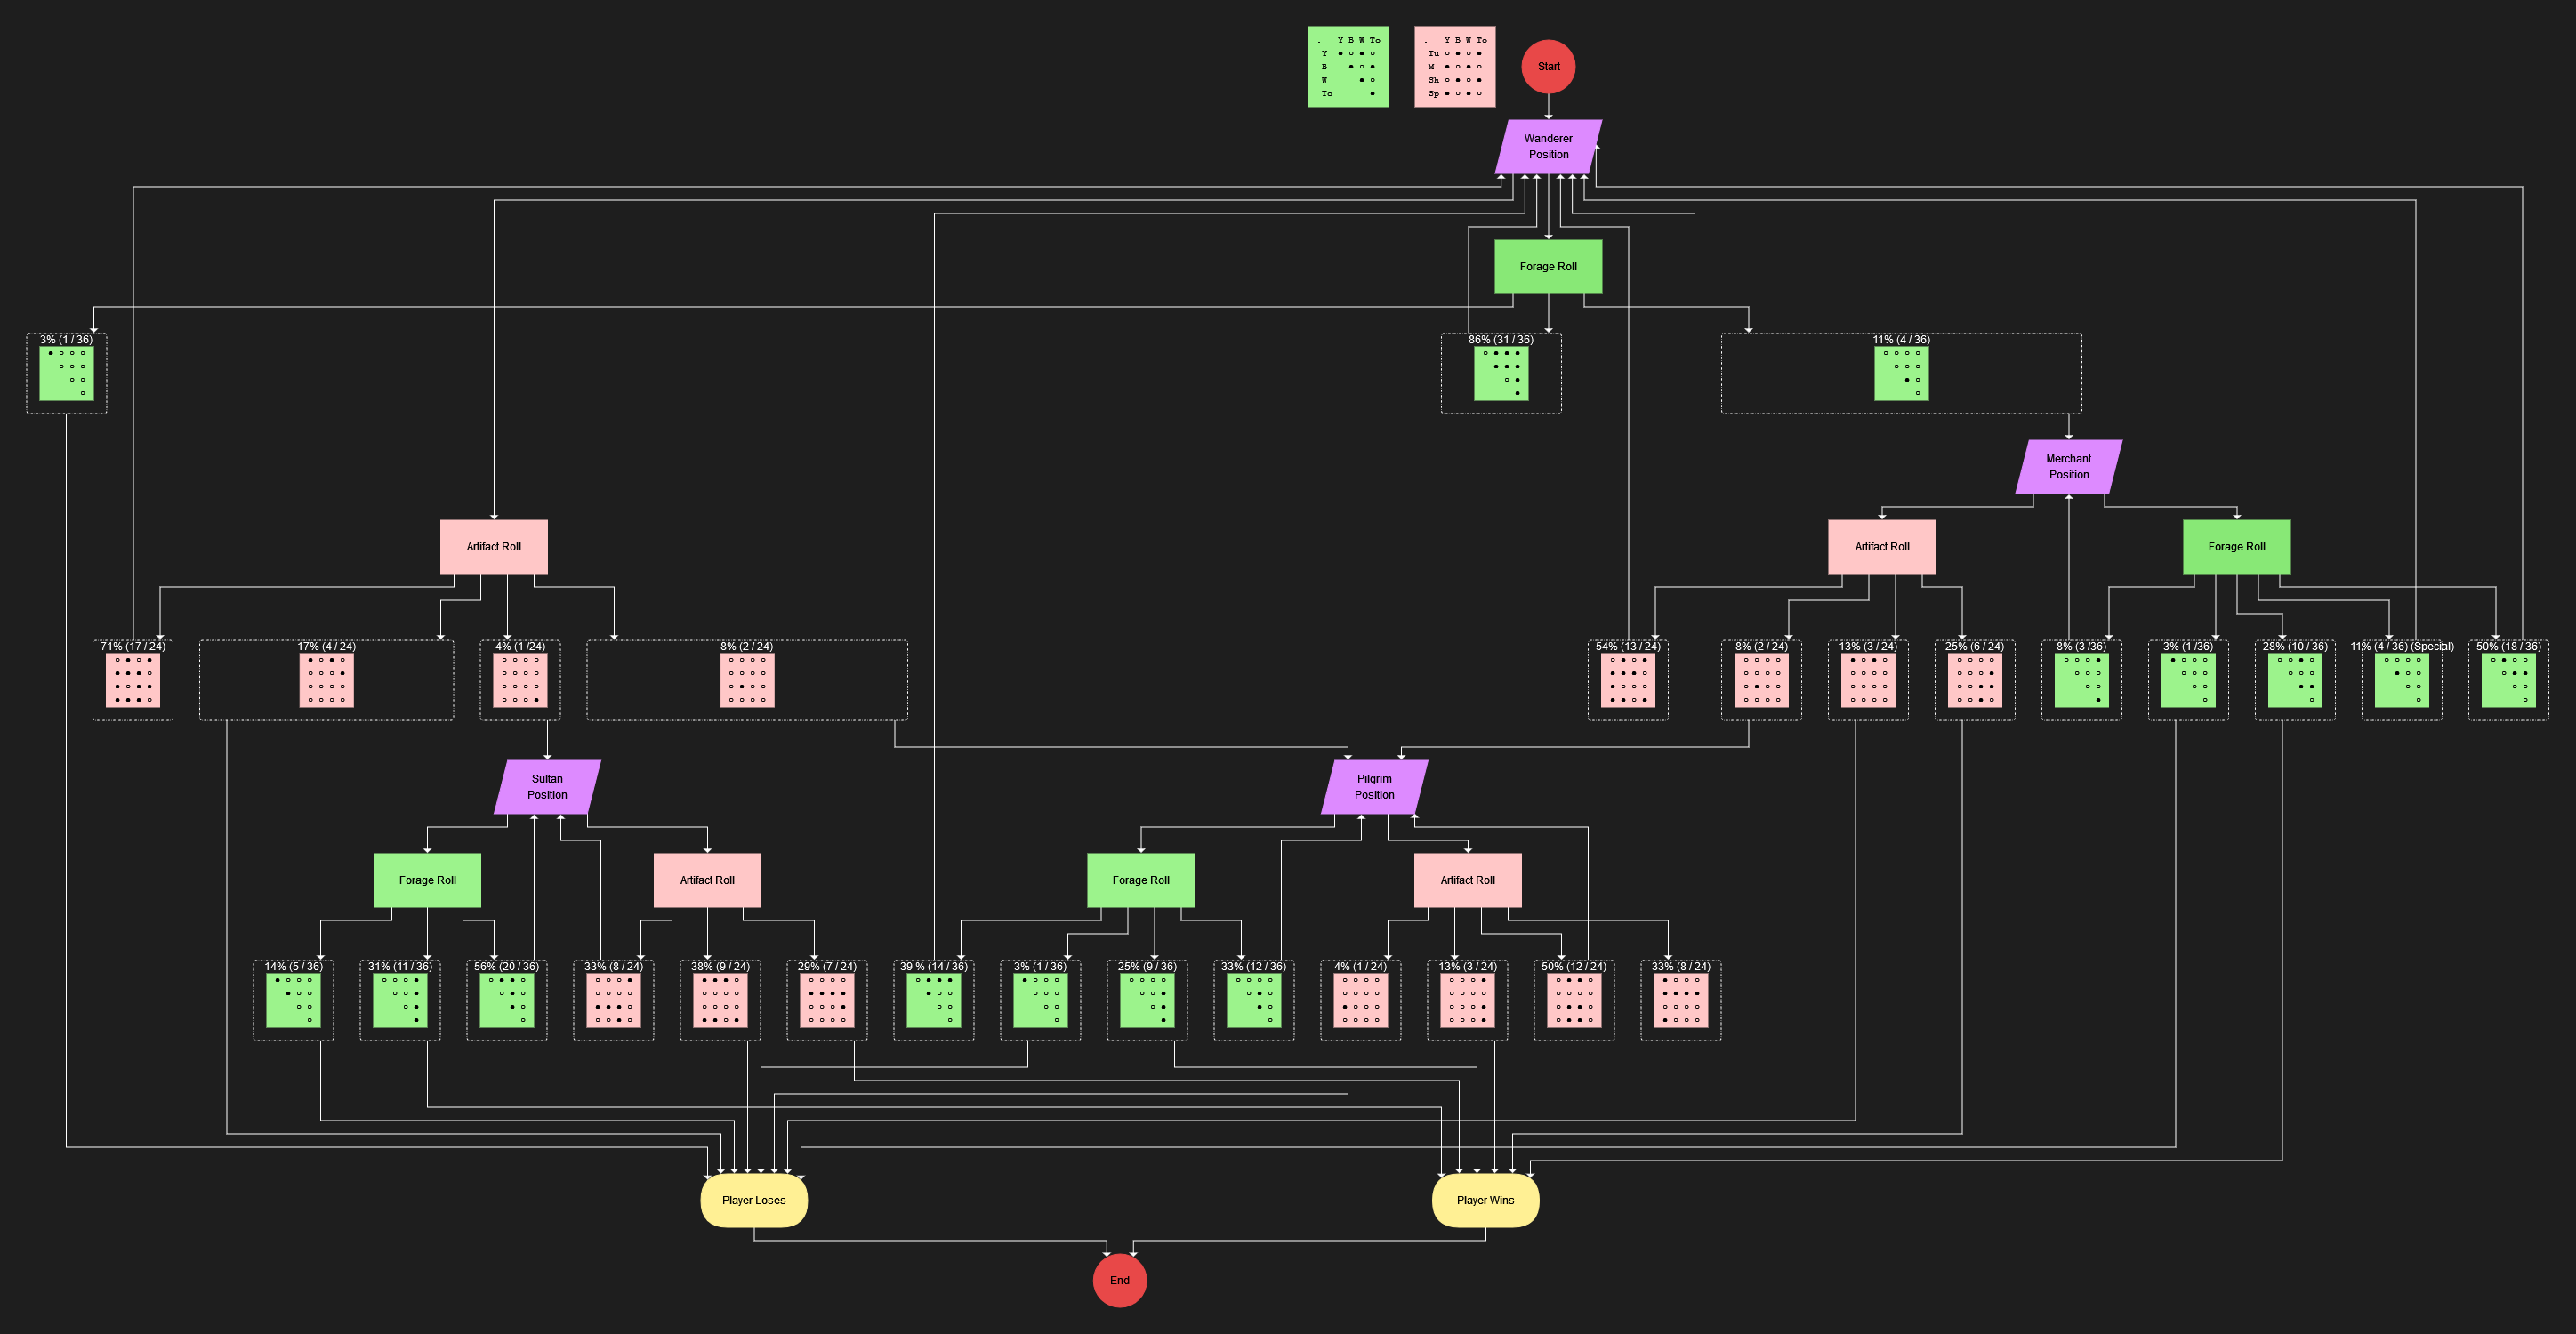 . Y B W To
Y
B
W
To
. Y B W To
Tu
M
Sh
Sp
Start
Wanderer
Position
Forage Roll
3% (1 / 36)
86% (31 / 36)
11% (4 / 36)
Merchant
Position
Artifact Roll
Artifact Roll
Forage Roll
71% (17 / 24)
17% (4 / 24)
4% (1 /24)
8% (2 / 24)
54% (13 / 24)
8% (2 / 24)
13% (3 / 24)
25% (6 / 24)
8% (3 /36)
3% (1 /36)
28% (10 / 36)
11% (4 / 36) (Special)
50% (18 / 36)
Sultan
Position
Pilgrim
Position
Forage Roll
Artifact Roll
Forage Roll
Artifact Roll
14% (5 / 36)
31% (11 / 36)
56% (20 / 36)
33% (8 / 24)
38% (9 / 24)
29% (7 / 24)
39 % (14 / 36)
3% (1 / 36)
25% (9 / 36)
33% (12 / 36)
4% (1 / 24)
13% (3 / 24)
50% (12 / 24)
33% (8 / 24)
Player Loses
Player Wins
End